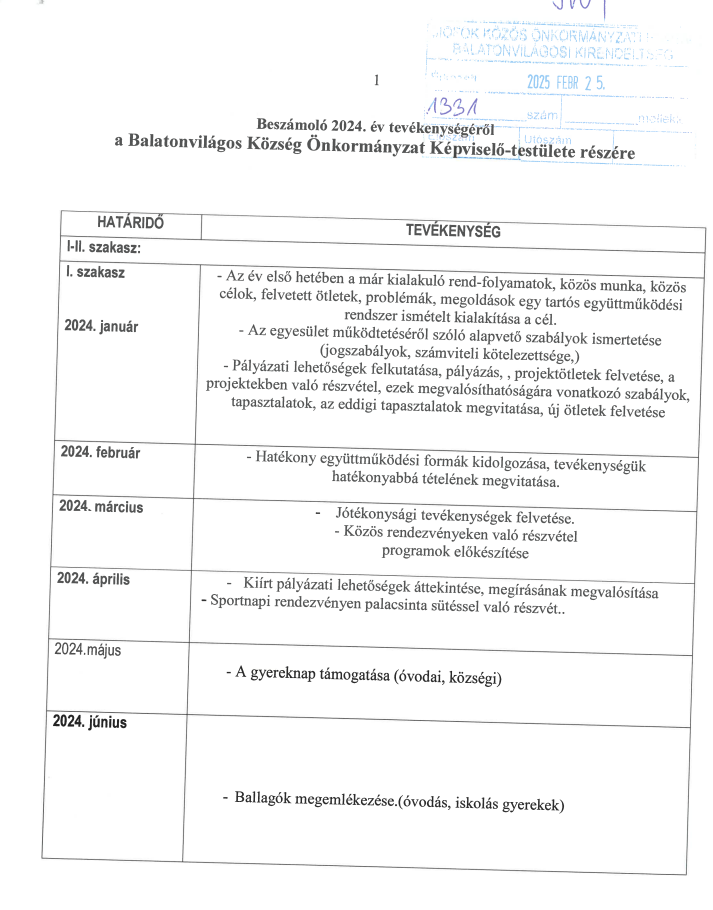 KÖZÖS ÖNKORMÁNYZATI
BALATONVILÁGOSI KIRENDELTSÉG
1
2025 FEBR 25.
1331 szám melléklet
Utószám
Beszámoló 2024. év tevékenységéről
a Balatonvilágos Község Önkormányzat Képviselő-testülete részére
HATÁRIDŐ TEVÉKENYSÉG
I-II. szakasz:
I. szakasz
2024. január
- Az év első hetében a már kialakuló rend-folyamatok, közös munka, közös
célok, felvetett ötletek, problémák, megoldások egy tartós együttműködési
rendszer ismételt kialakítása a cél.
- Az egyesület működtetéséről szóló alapvető szabályok ismertetése
(jogszabályok, számviteli kötelezettsége,)
- Pályázati lehetőségek felkutatása, pályázás, , projektötletek felvetése, a
projektekben való részvétel, ezek megvalósíthatóságára vonatkozó szabályok,
tapasztalatok, az eddigi tapasztalatok megvitatása, új ötletek felvetése
2024. február
- Hatékony együttműködési formák kidolgozása, tevékenységük
hatékonyabbá tételének megvitatása.
2024. március
- Jótékonysági tevékenységek felvetése.
- Közös rendezvényeken való részvétel
programok előkészítése
2024. április
- Kiírt pályázati lehetőségek áttekintése, megírásának megvalósítása
- Sportnapi rendezvényen palacsinta sütéssel való részvét..
2024.május
- A gyereknap támogatása (óvodai, községi)
2024. június
- Ballagók megemlékezése.(óvodás, iskolás gyerekek)